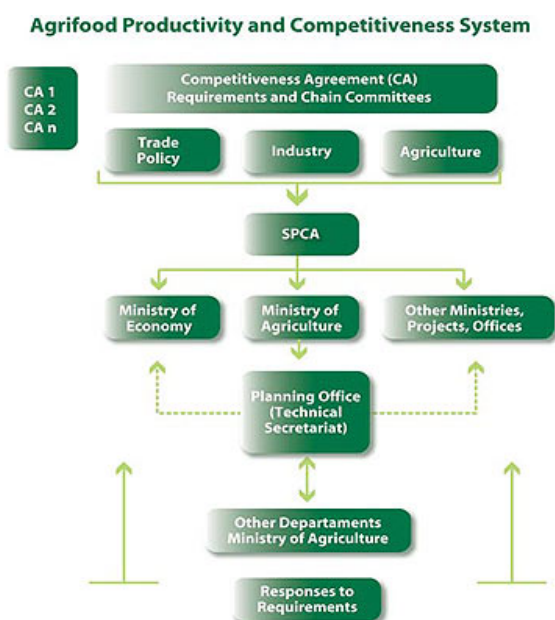 Agrifood Productivity and Competitiveness System
CA 1
CA 2
CA n
Competitiveness Agreement (CA)
Requirements and Chain Committees
Trade
Policy
Industry
Agriculture
SPCA
Ministry of
Economy
Ministry of
Agriculture
Other Ministries,
Projects, Offices
Planning Office
(Technical
Secretariat)
Other Departaments
Ministry of Agriculture
Responses to
Requirements